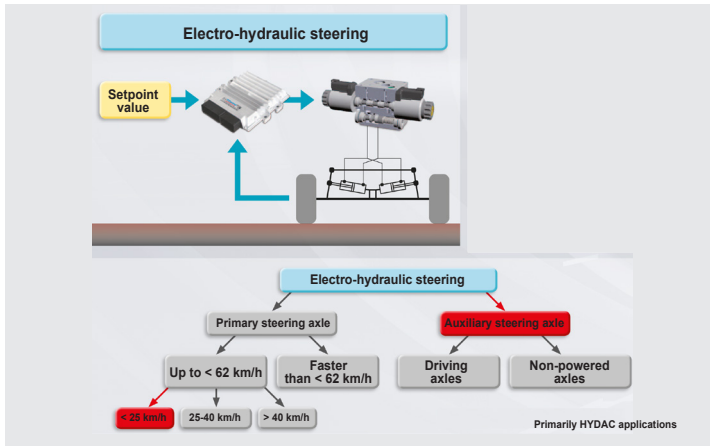 Electro-hydraulic steering
Setpoint
value
Electro-hydraulic steering
Primary steering axle
Auxiliary steering axle
Up to < 62 km/h
Faster
than < 62 km/h
Driving
axles
Non-powered
axles
< 25 km/h
25-40 km/h
> 40 km/h
Primarily HYDAC applications